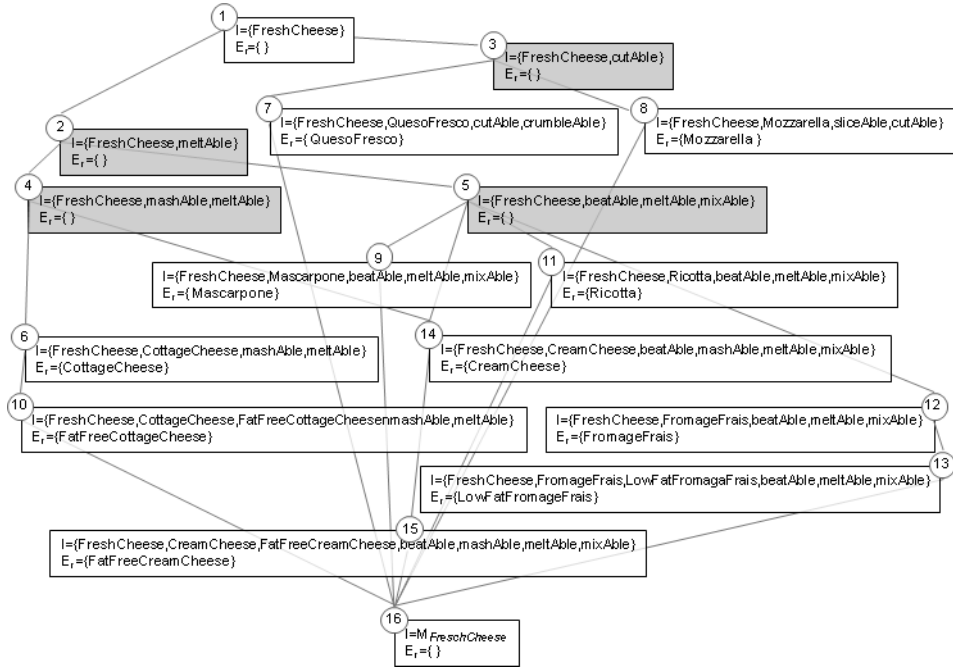 1
I={FreshCheese}
Er={ }
3
I={FreshCheese,cutAble}
Er={ }
7
I={FreshCheese,QuesoFresco,cutAble,crumbleAble}
Er={QuesoFresco}
8
I={FreshCheese,Mozzarella,sliceAble,cutAble}
Er={Mozzarella }
2
I={FreshCheese,meltAble}
Er={ }
4
I={FreshCheese,mashAble,meltAble}
Er={ }
5
I={FreshCheese,beatAble,meltAble,mixAble}
Er={ }
9
I={FreshCheese,Mascarpone,beatAble,meltAble,mixAble}
Er={Mascarpone}
11
I={FreshCheese,Ricotta,beatAble,meltAble,mixAble}
Er={Ricotta}
6
I={FreshCheese,CottageCheese,mashAble,meltAble}
Er={CottageCheese}
14
I={FreshCheese,CreamCheese,beatAble,mashAble,meltAble,mixAble}
Er={CreamCheese}
10
I={FreshCheese,CottageCheese,FatFreeCottageCheesenmashAble,meltAble}
Er={FatFreeCottageCheese}
12
I={FreshCheese,FromageFrais,beatAble,meltAble,mixAble}
Er={FromageFrais}
13
I={FreshCheese,FromageFrais,LowFatFromagaFrais,beatAble,meltAble,mixAble}
Er={LowFatFromageFrais}
15
I={FreshCheese,CreamCheese,FatFreeCreamCheese,beatAble,mashAble,meltAble,mixAble}
Er={FatFreeCreamCheese}
16
I=MFreschCheese
Er={ }